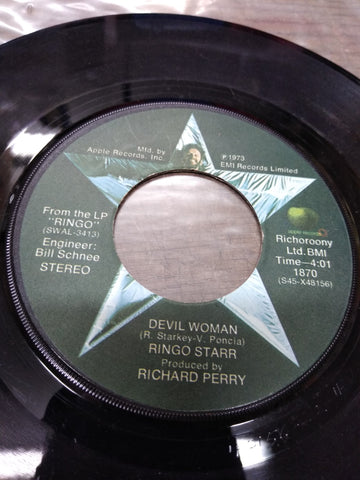 Mfd. by
Apple Records, Inc.
℗ 1973
EMI Records Limited
From the LP
"RINGO"
(SWAL-3413)
Engineer:
Bill Schnee
STEREO
apple records
Richoroony
Ltd. BMI
Time—4:01
1870
(S45-X48156)
DEVIL WOMAN
(R. Starkey-V. Poncia)
RINGO STARR
Produced by
RICHARD PERRY